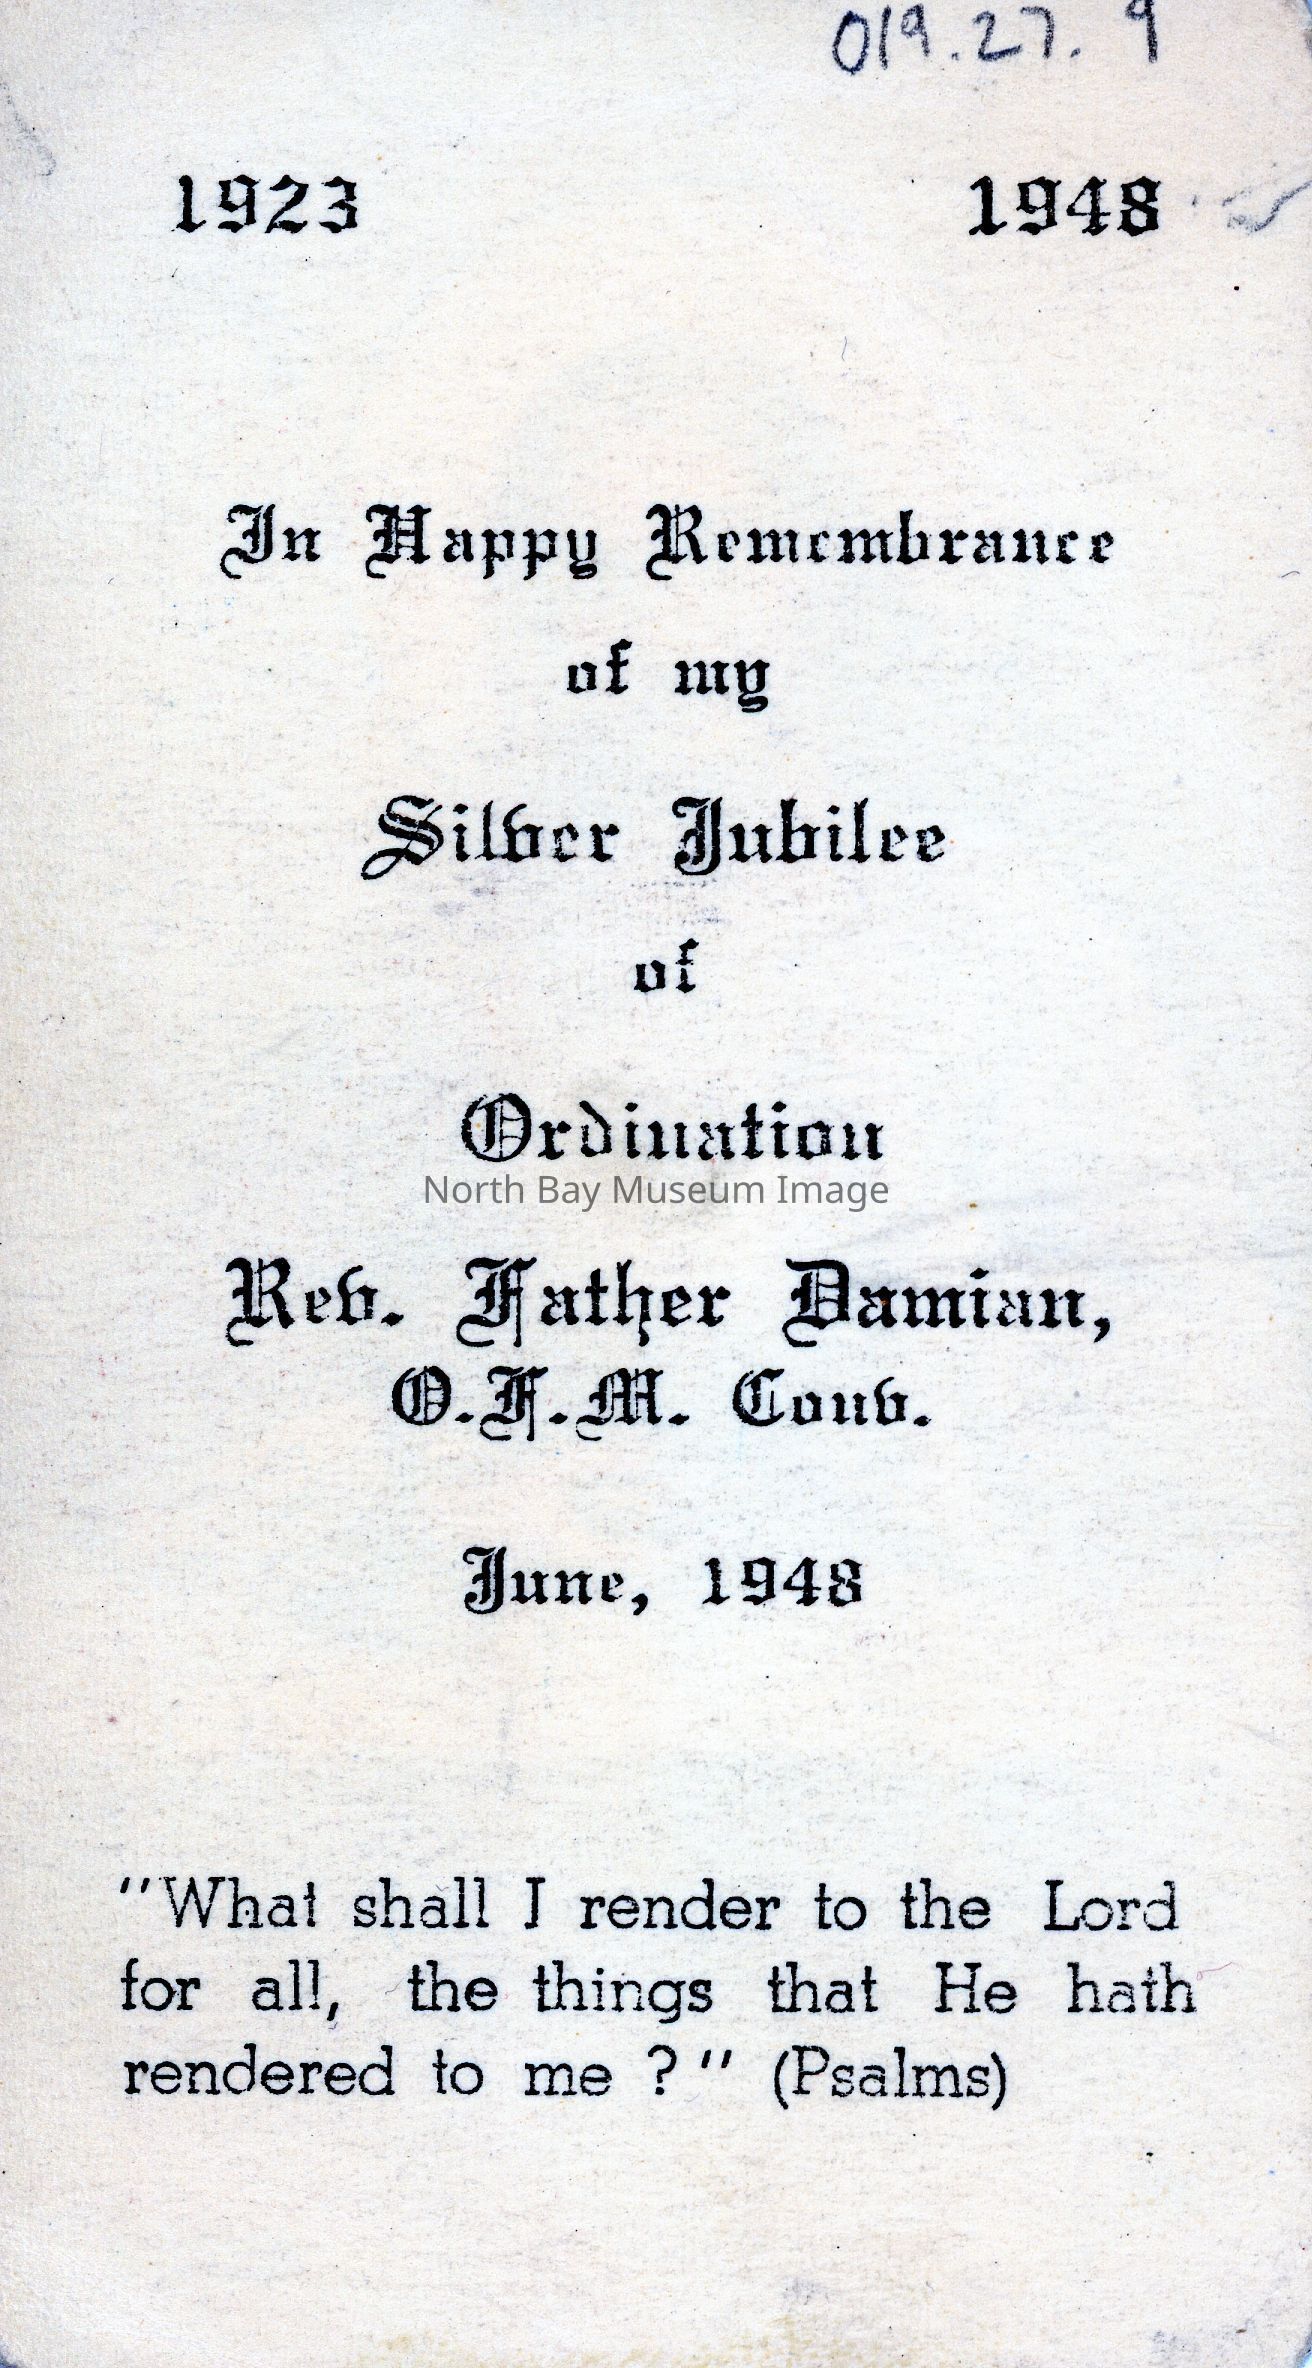 019.27.9
1923 1948
In Happy Remembrance
of my
Silver Jubilee
of
Ordination
North Bay Museum Image
Rev. Father Damian,
O.F.M. Conv.
June, 1948
"What shall I render to the Lord
for all, the things that He hath
rendered to me ?" (Psalms)